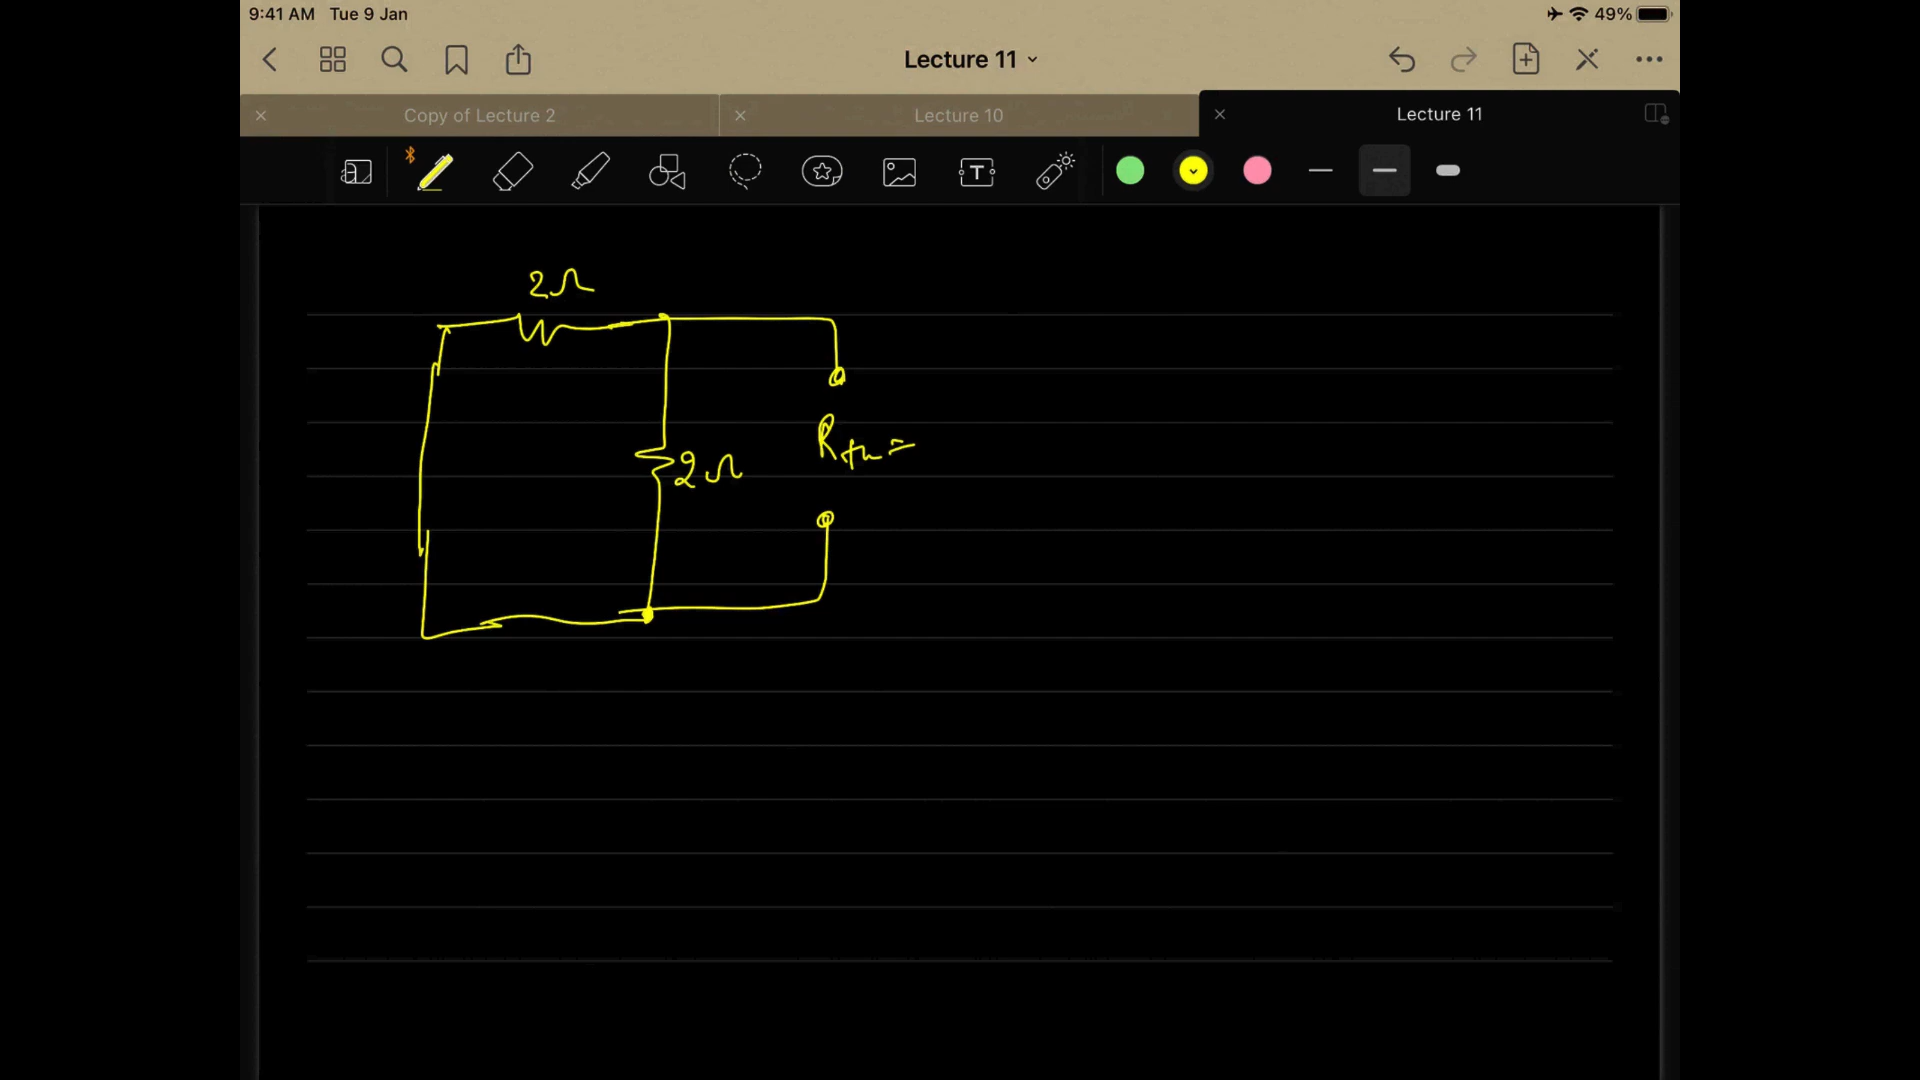 9:41 AM Tue 9 Jan
49%
Lecture 11
Copy of Lecture 2
Lecture 10
Lecture 11
T
2Ω
2Ω
Rth =